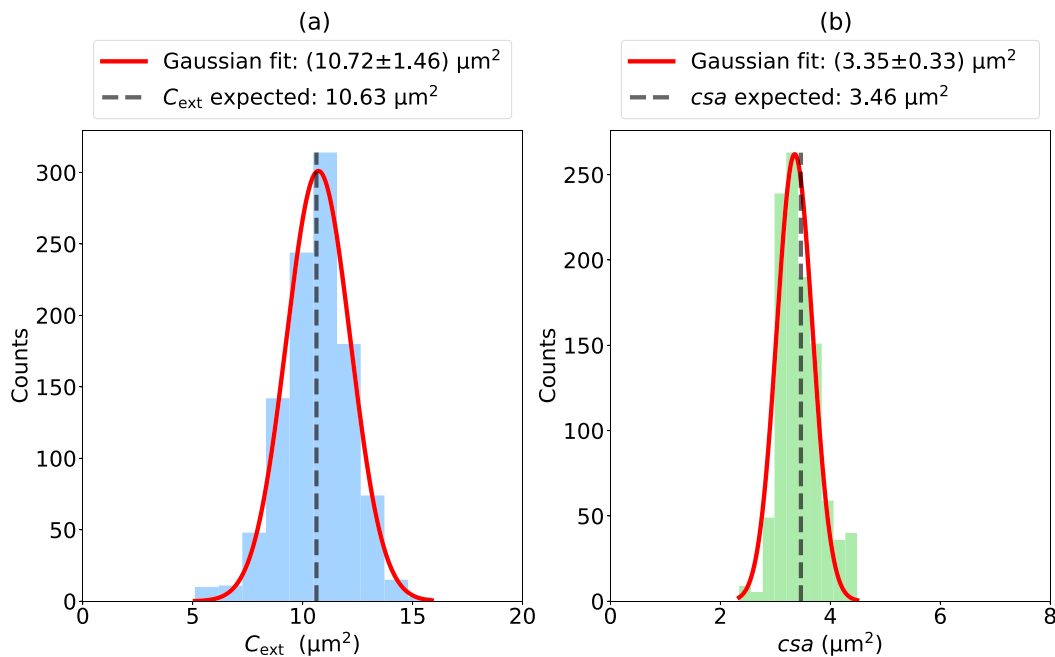 (a)
Gaussian fit: (10.72±1.46) μm²
C_ext expected: 10.63 μm²
Counts
300
250
200
150
100
50
0
0 5 10 15 20
C_ext (μm²)
(b)
Gaussian fit: (3.35±0.33) μm²
csa expected: 3.46 μm²
Counts
250
200
150
100
50
0
0 2 4 6 8
csa (μm²)